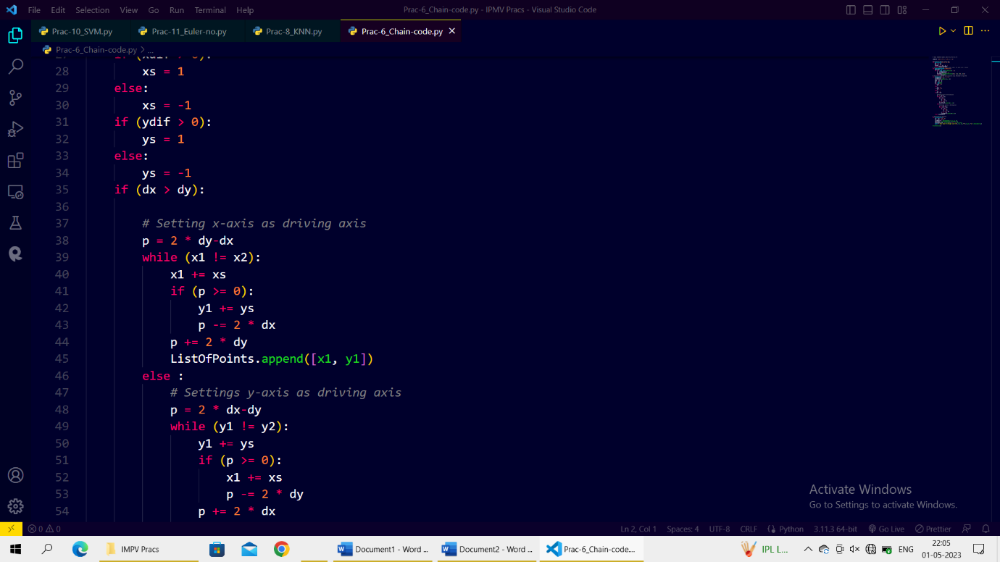 File Edit Selection View Go Run Terminal Help Prac-6_Chain-code.py - IPMV Pracs - Visual Studio Code
Prac-10_SVM.py Prac-11_Euler-no.py Prac-8_KNN.py Prac-6_Chain-code.py
Prac-6_Chain-code.py > ...
27 if (xdif > 0):
28 xs = 1
29 else:
30 xs = -1
31 if (ydif > 0):
32 ys = 1
33 else:
34 ys = -1
35 if (dx > dy):
36
37 # Setting x-axis as driving axis
38 p = 2 * dy-dx
39 while (x1 != x2):
40 x1 += xs
41 if (p >= 0):
42 y1 += ys
43 p -= 2 * dx
44 p += 2 * dy
45 ListOfPoints.append([x1, y1])
46 else :
47 # Settings y-axis as driving axis
48 p = 2 * dx-dy
49 while (y1 != y2):
50 y1 += ys
51 if (p >= 0):
52 x1 += xs
53 p -= 2 * dy
54 p += 2 * dx
Activate Windows
Go to Settings to activate Windows.
0 0 Ln 2, Col 1 Spaces: 4 UTF-8 CRLF Python 3.11.3 64-bit Go Live Prettier
IMPV Pracs Document1 - Word ... Document2 - Word ... Prac-6_Chain-code.... IPL L... ENG 22:05
01-05-2023